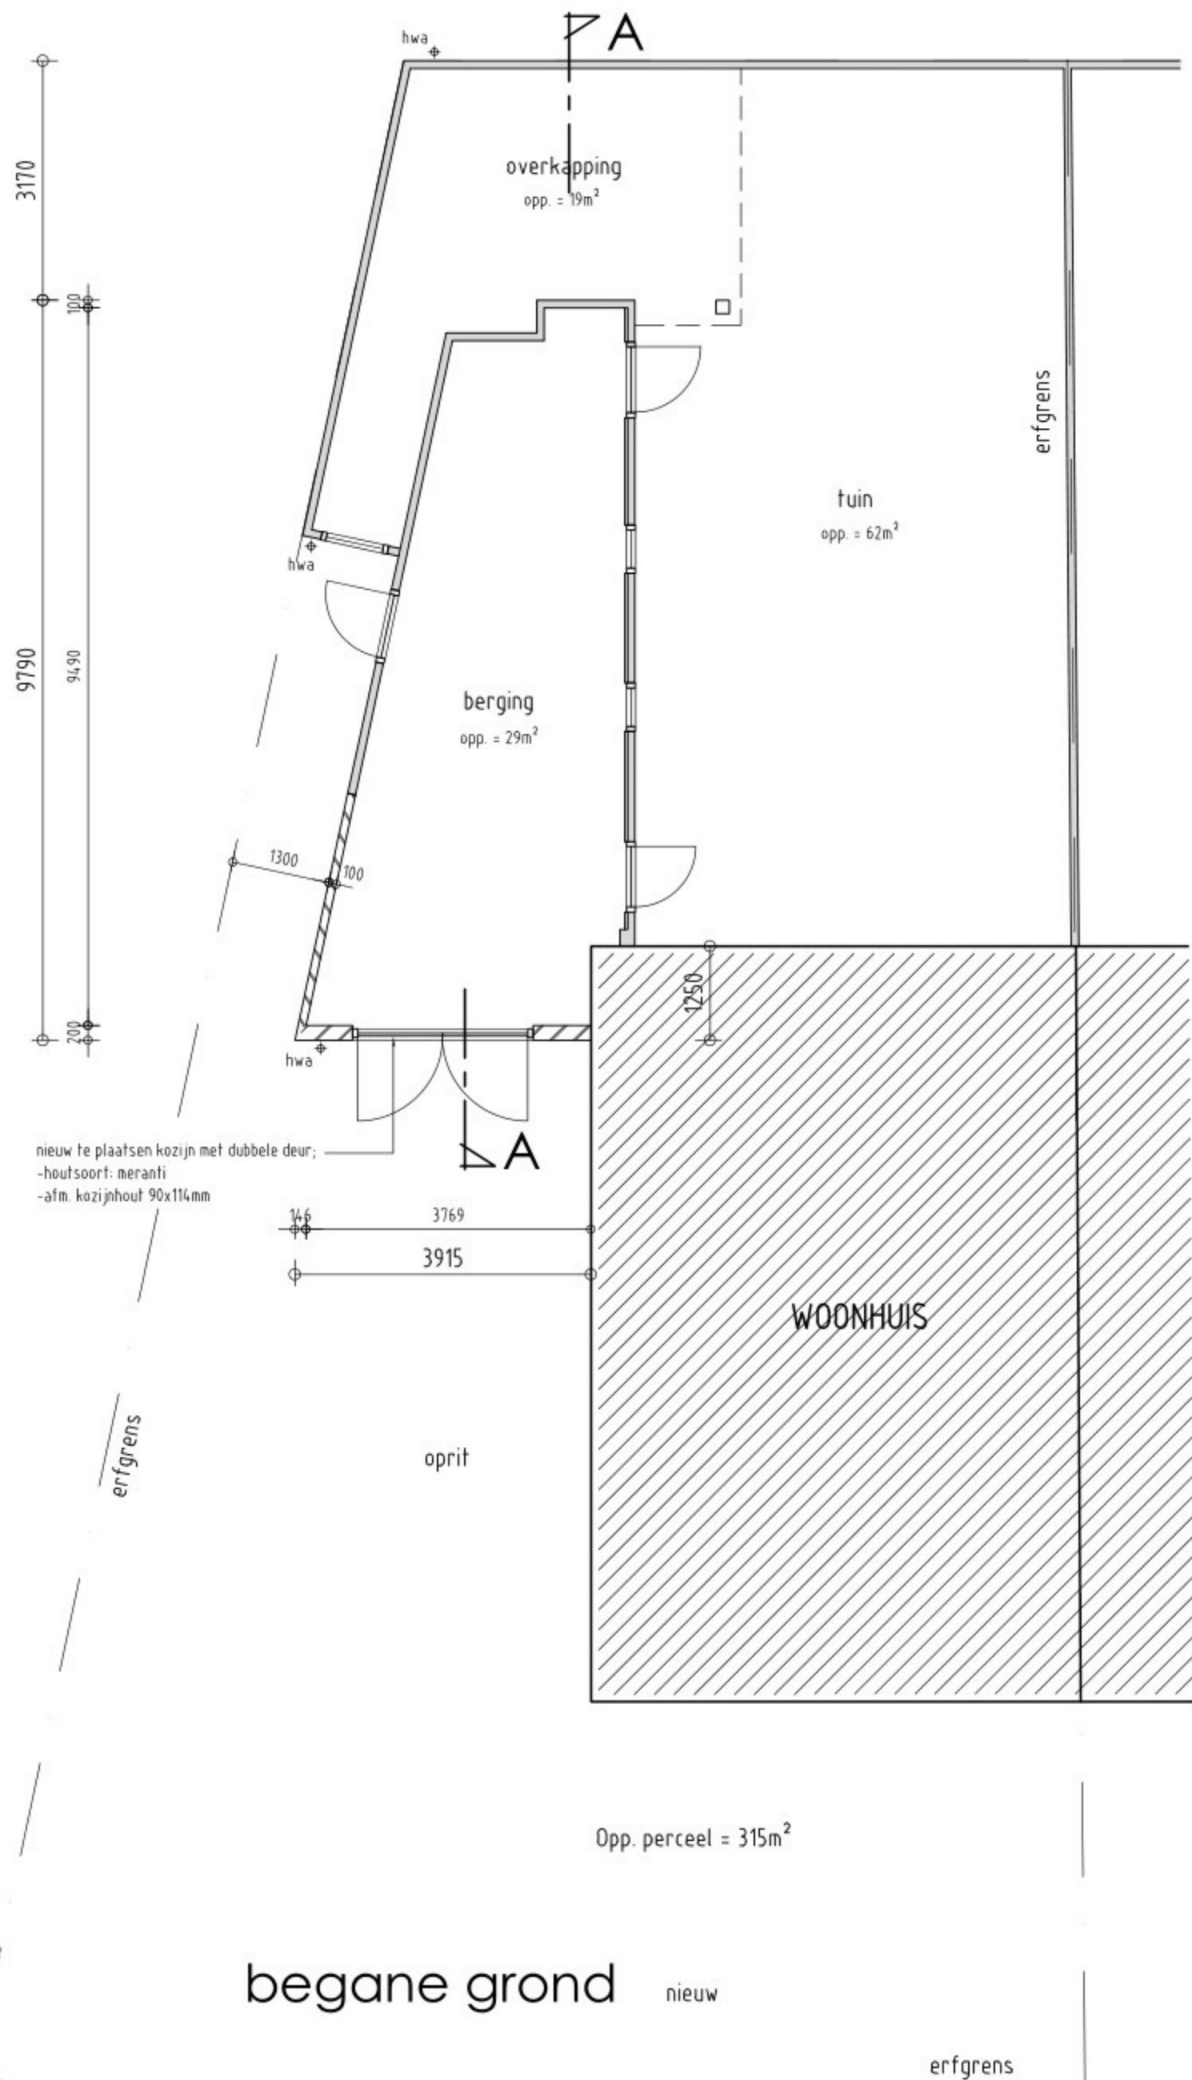 hwa
A
3170
overkapping
opp. = 19m²
100
erfgrens
tuin
opp. = 62m²
hwa
9790
9490
berging
opp. = 29m²
1300
100
1250
200
hwa
A
nieuw te plaatsen kozijn met dubbele deur;
-houtsoort: meranti
-afm. kozijnhout 90x114mm
146
3769
3915
WOONHUIS
erfgrens
oprit
Opp. perceel = 315m²
begane grond
nieuw
erfgrens